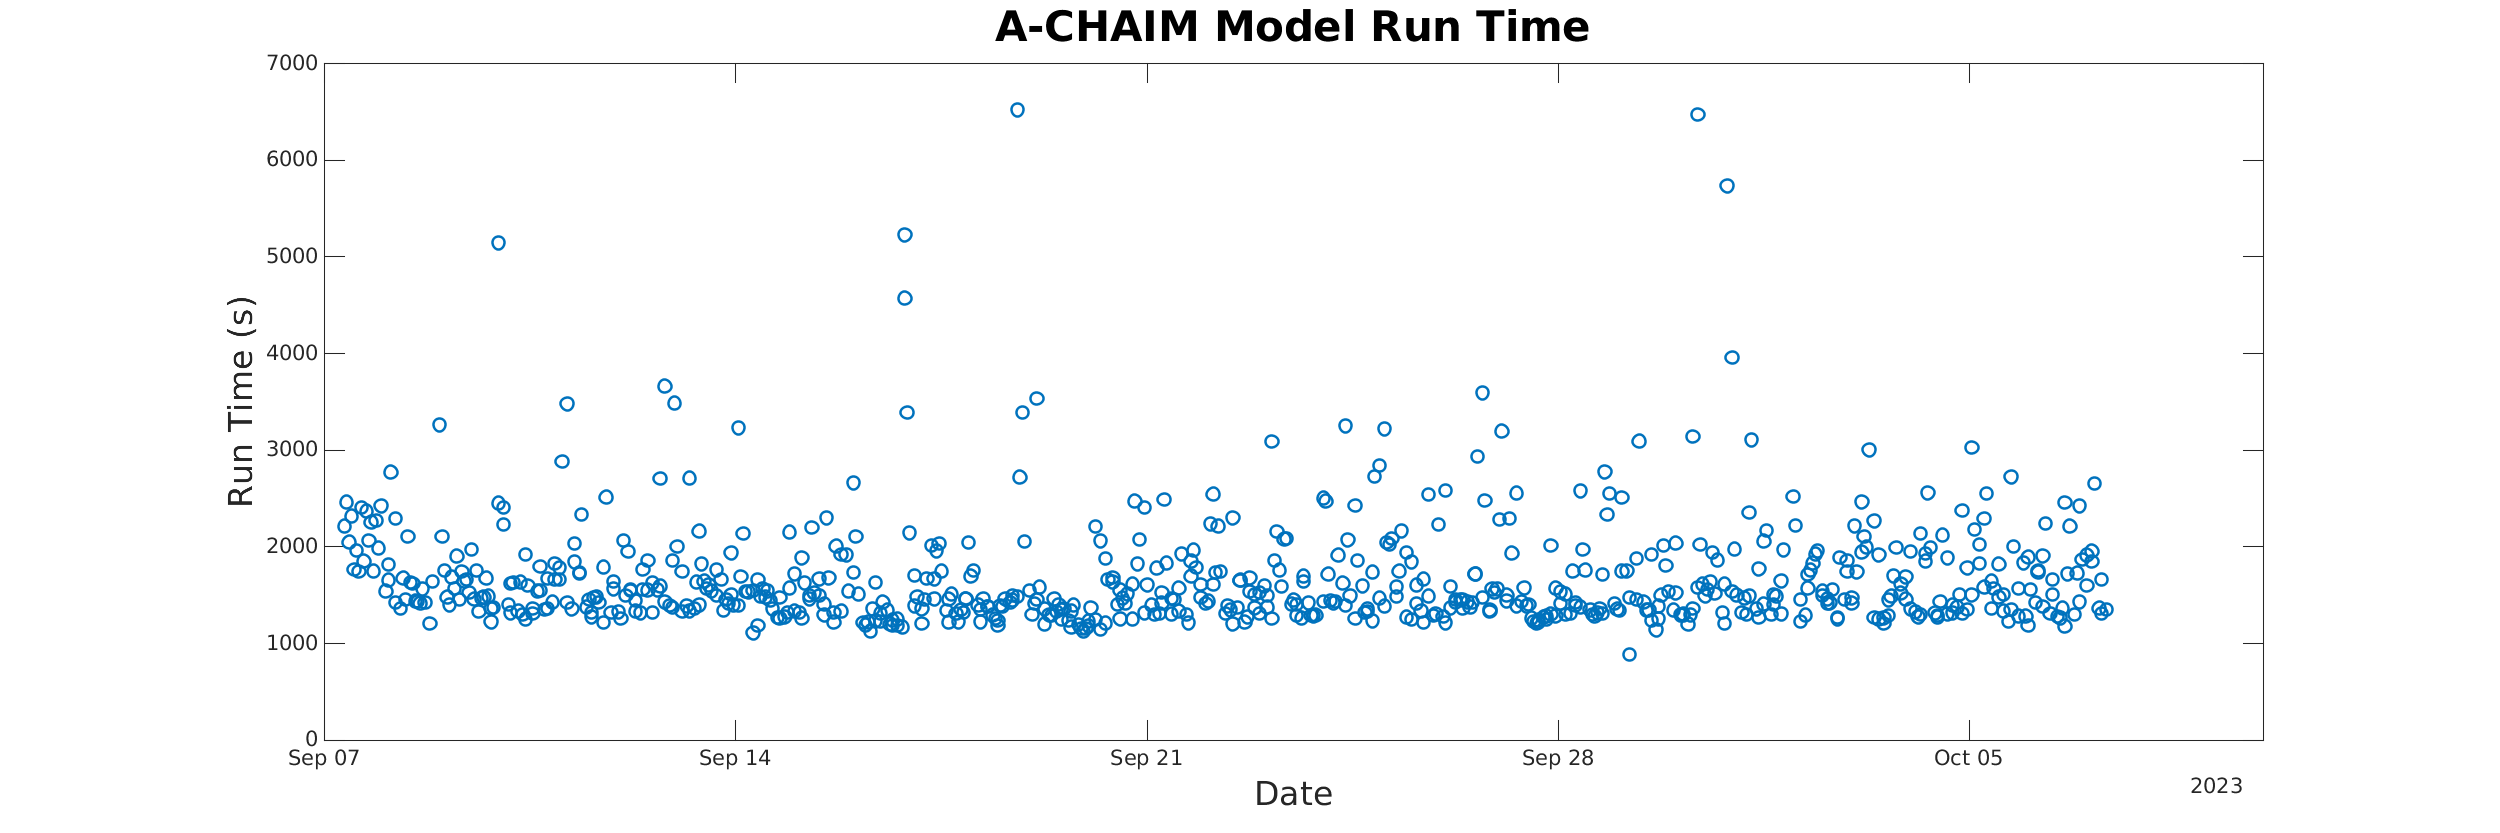 A-CHAIM Model Run Time
7000
6000
5000
4000
3000
2000
1000
0
Run Time (s)
Sep 07
Sep 14
Sep 21
Sep 28
Oct 05
Date
2023